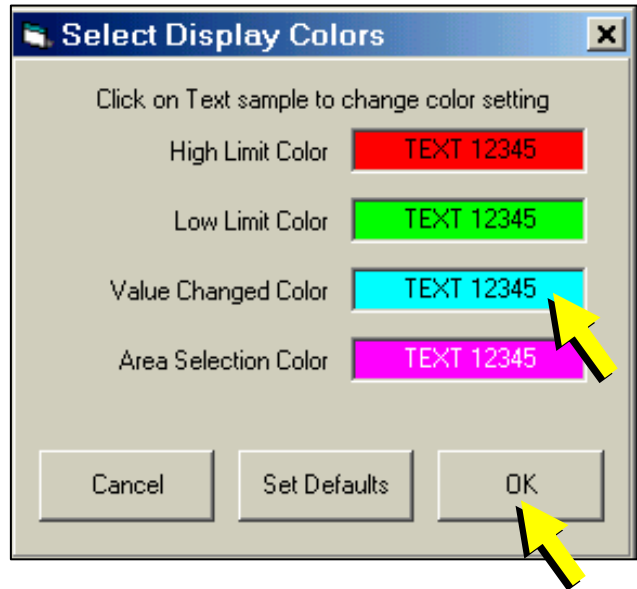 Select Display Colors
Click on Text sample to change color setting
High Limit Color TEXT 12345
Low Limit Color TEXT 12345
Value Changed Color TEXT 12345
Area Selection Color TEXT 12345
Cancel Set Defaults OK